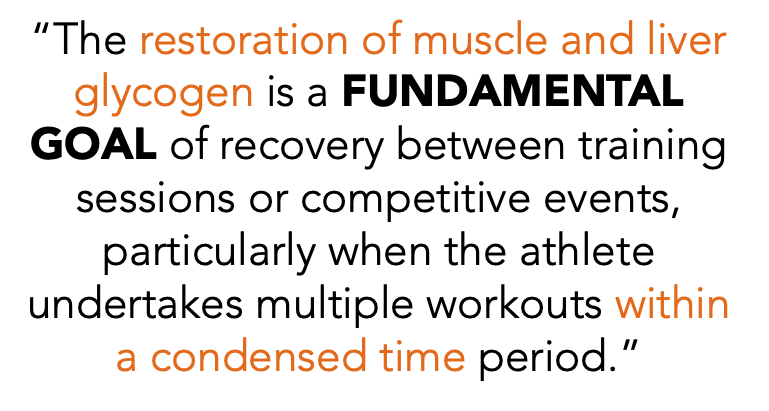 “The restoration of muscle and liver
glycogen is a FUNDAMENTAL
GOAL of recovery between training
sessions or competitive events,
particularly when the athlete
undertakes multiple workouts within
a condensed time period.”